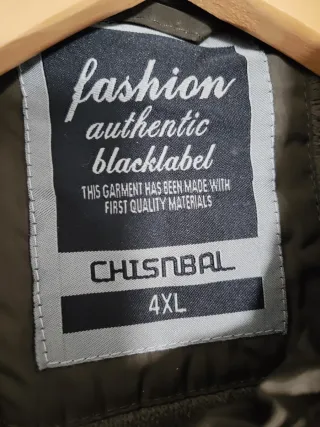 fashion
authentic
blacklabel
THIS GARMENT HAS BEEN MADE WITH
FIRST QUALITY MATERIALS
CHISNBAL
4XL